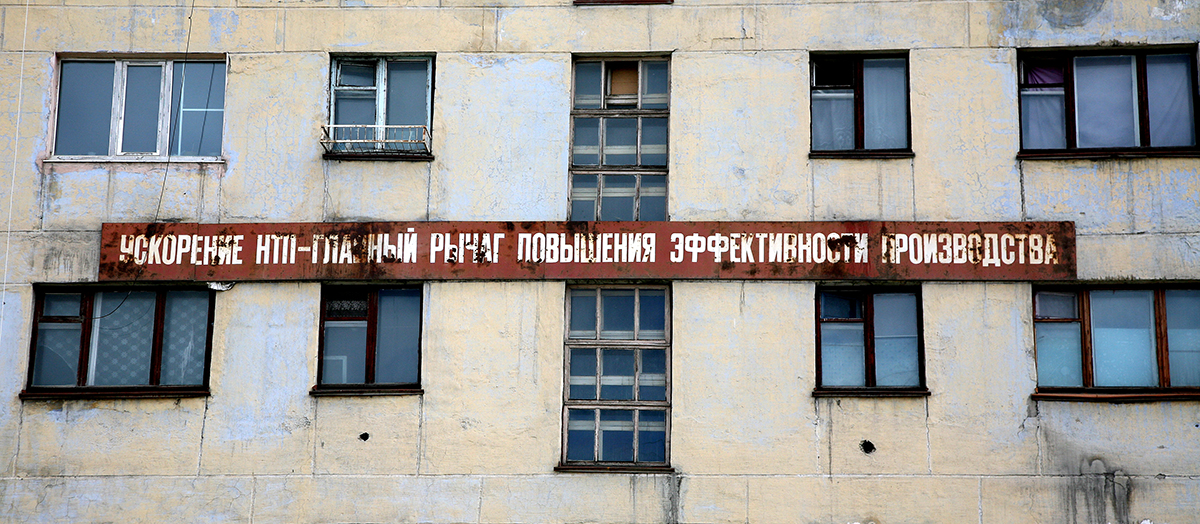 УСКОРЕНИЕ НТП-ГЛАВНЫЙ РЫЧАГ ПОВЫШЕНИЯ ЭФФЕКТИВНОСТИ ПРОИЗВОДСТВА